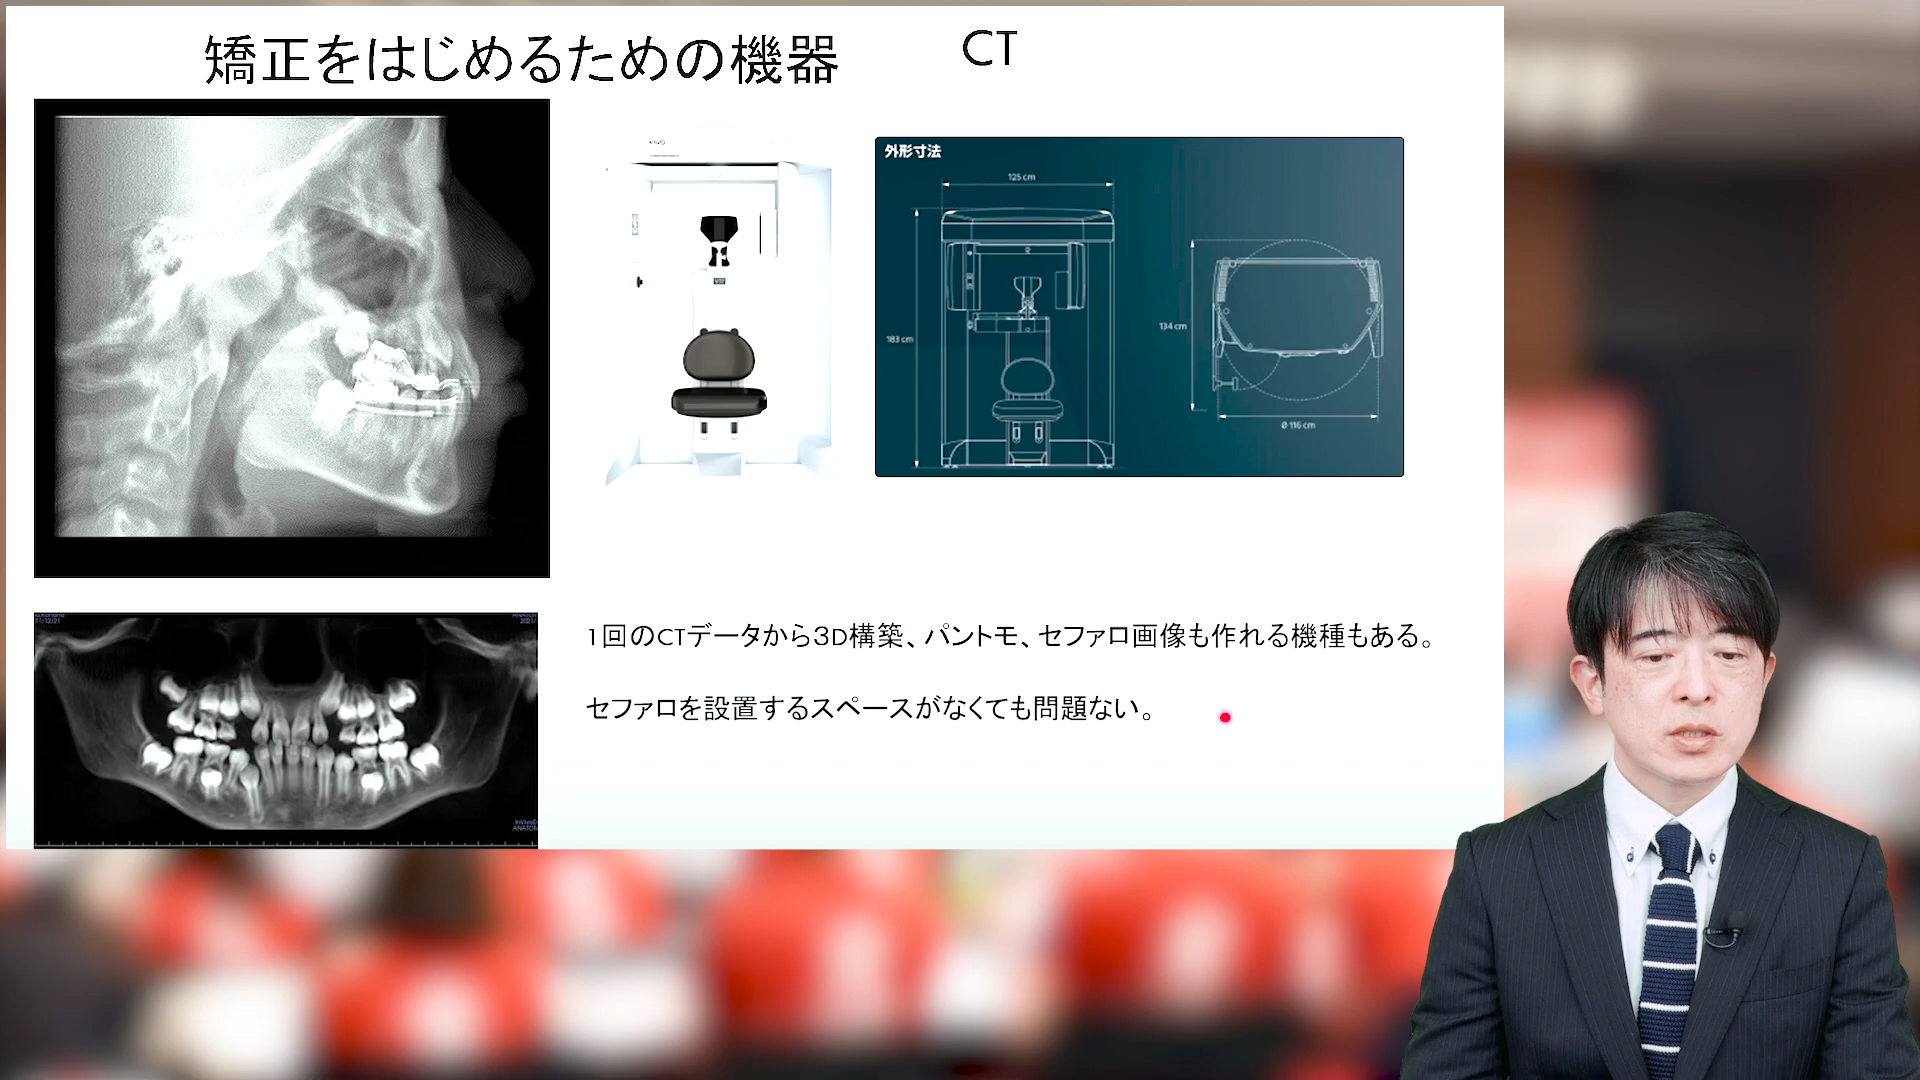 矯正をはじめるための機器
CT
外形寸法
125 cm
183 cm
134 cm
Ø 116 cm
1回のCTデータから3D構築、パントモ、セファロ画像も作れる機種もある。
セファロを設置するスペースがなくても問題ない。